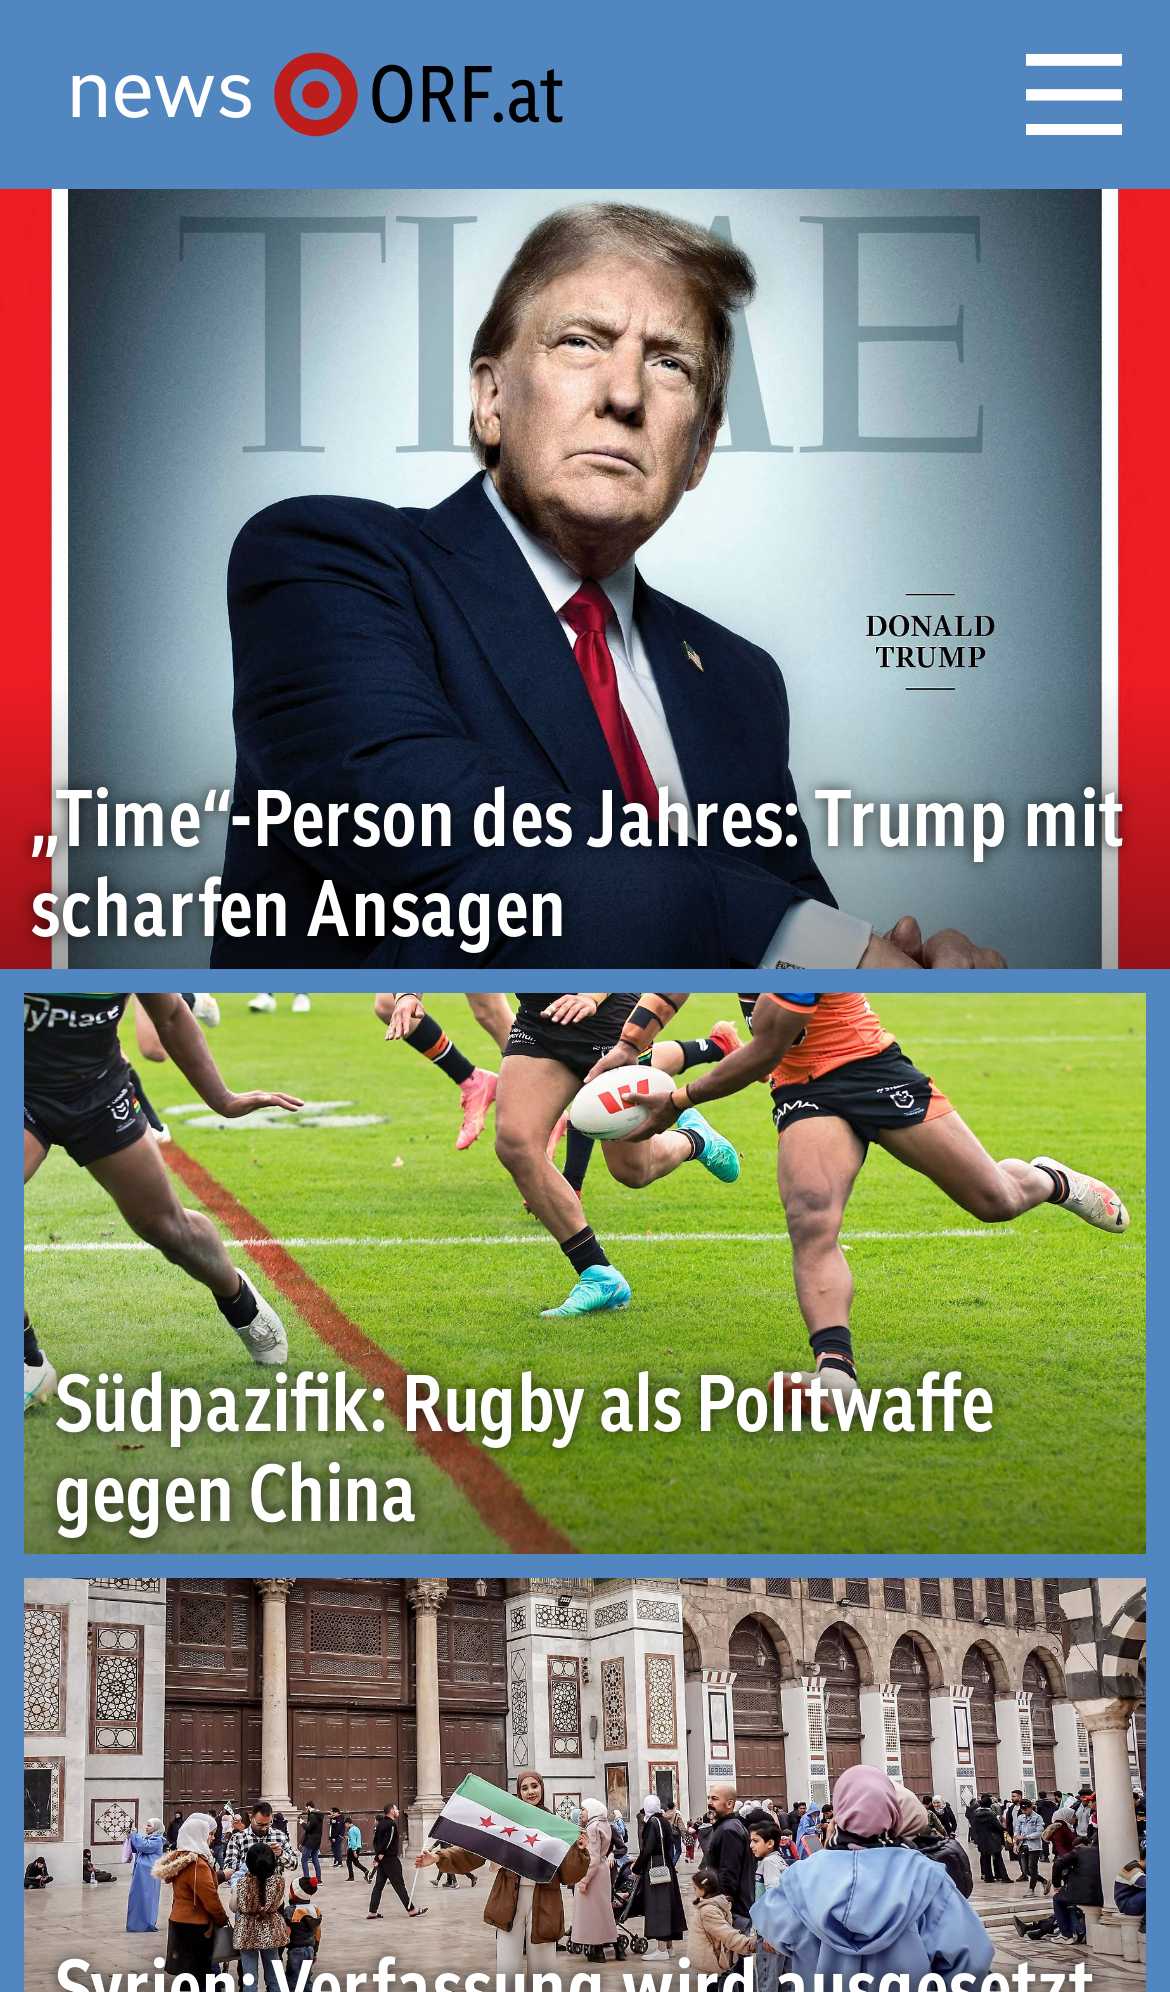 news ORF.at
TIME
DONALD
TRUMP
„Time“-Person des Jahres: Trump mit
scharfen Ansagen
Südpazifik: Rugby als Politwaffe
gegen China
Syrien: Verfassung wird ausgesetzt